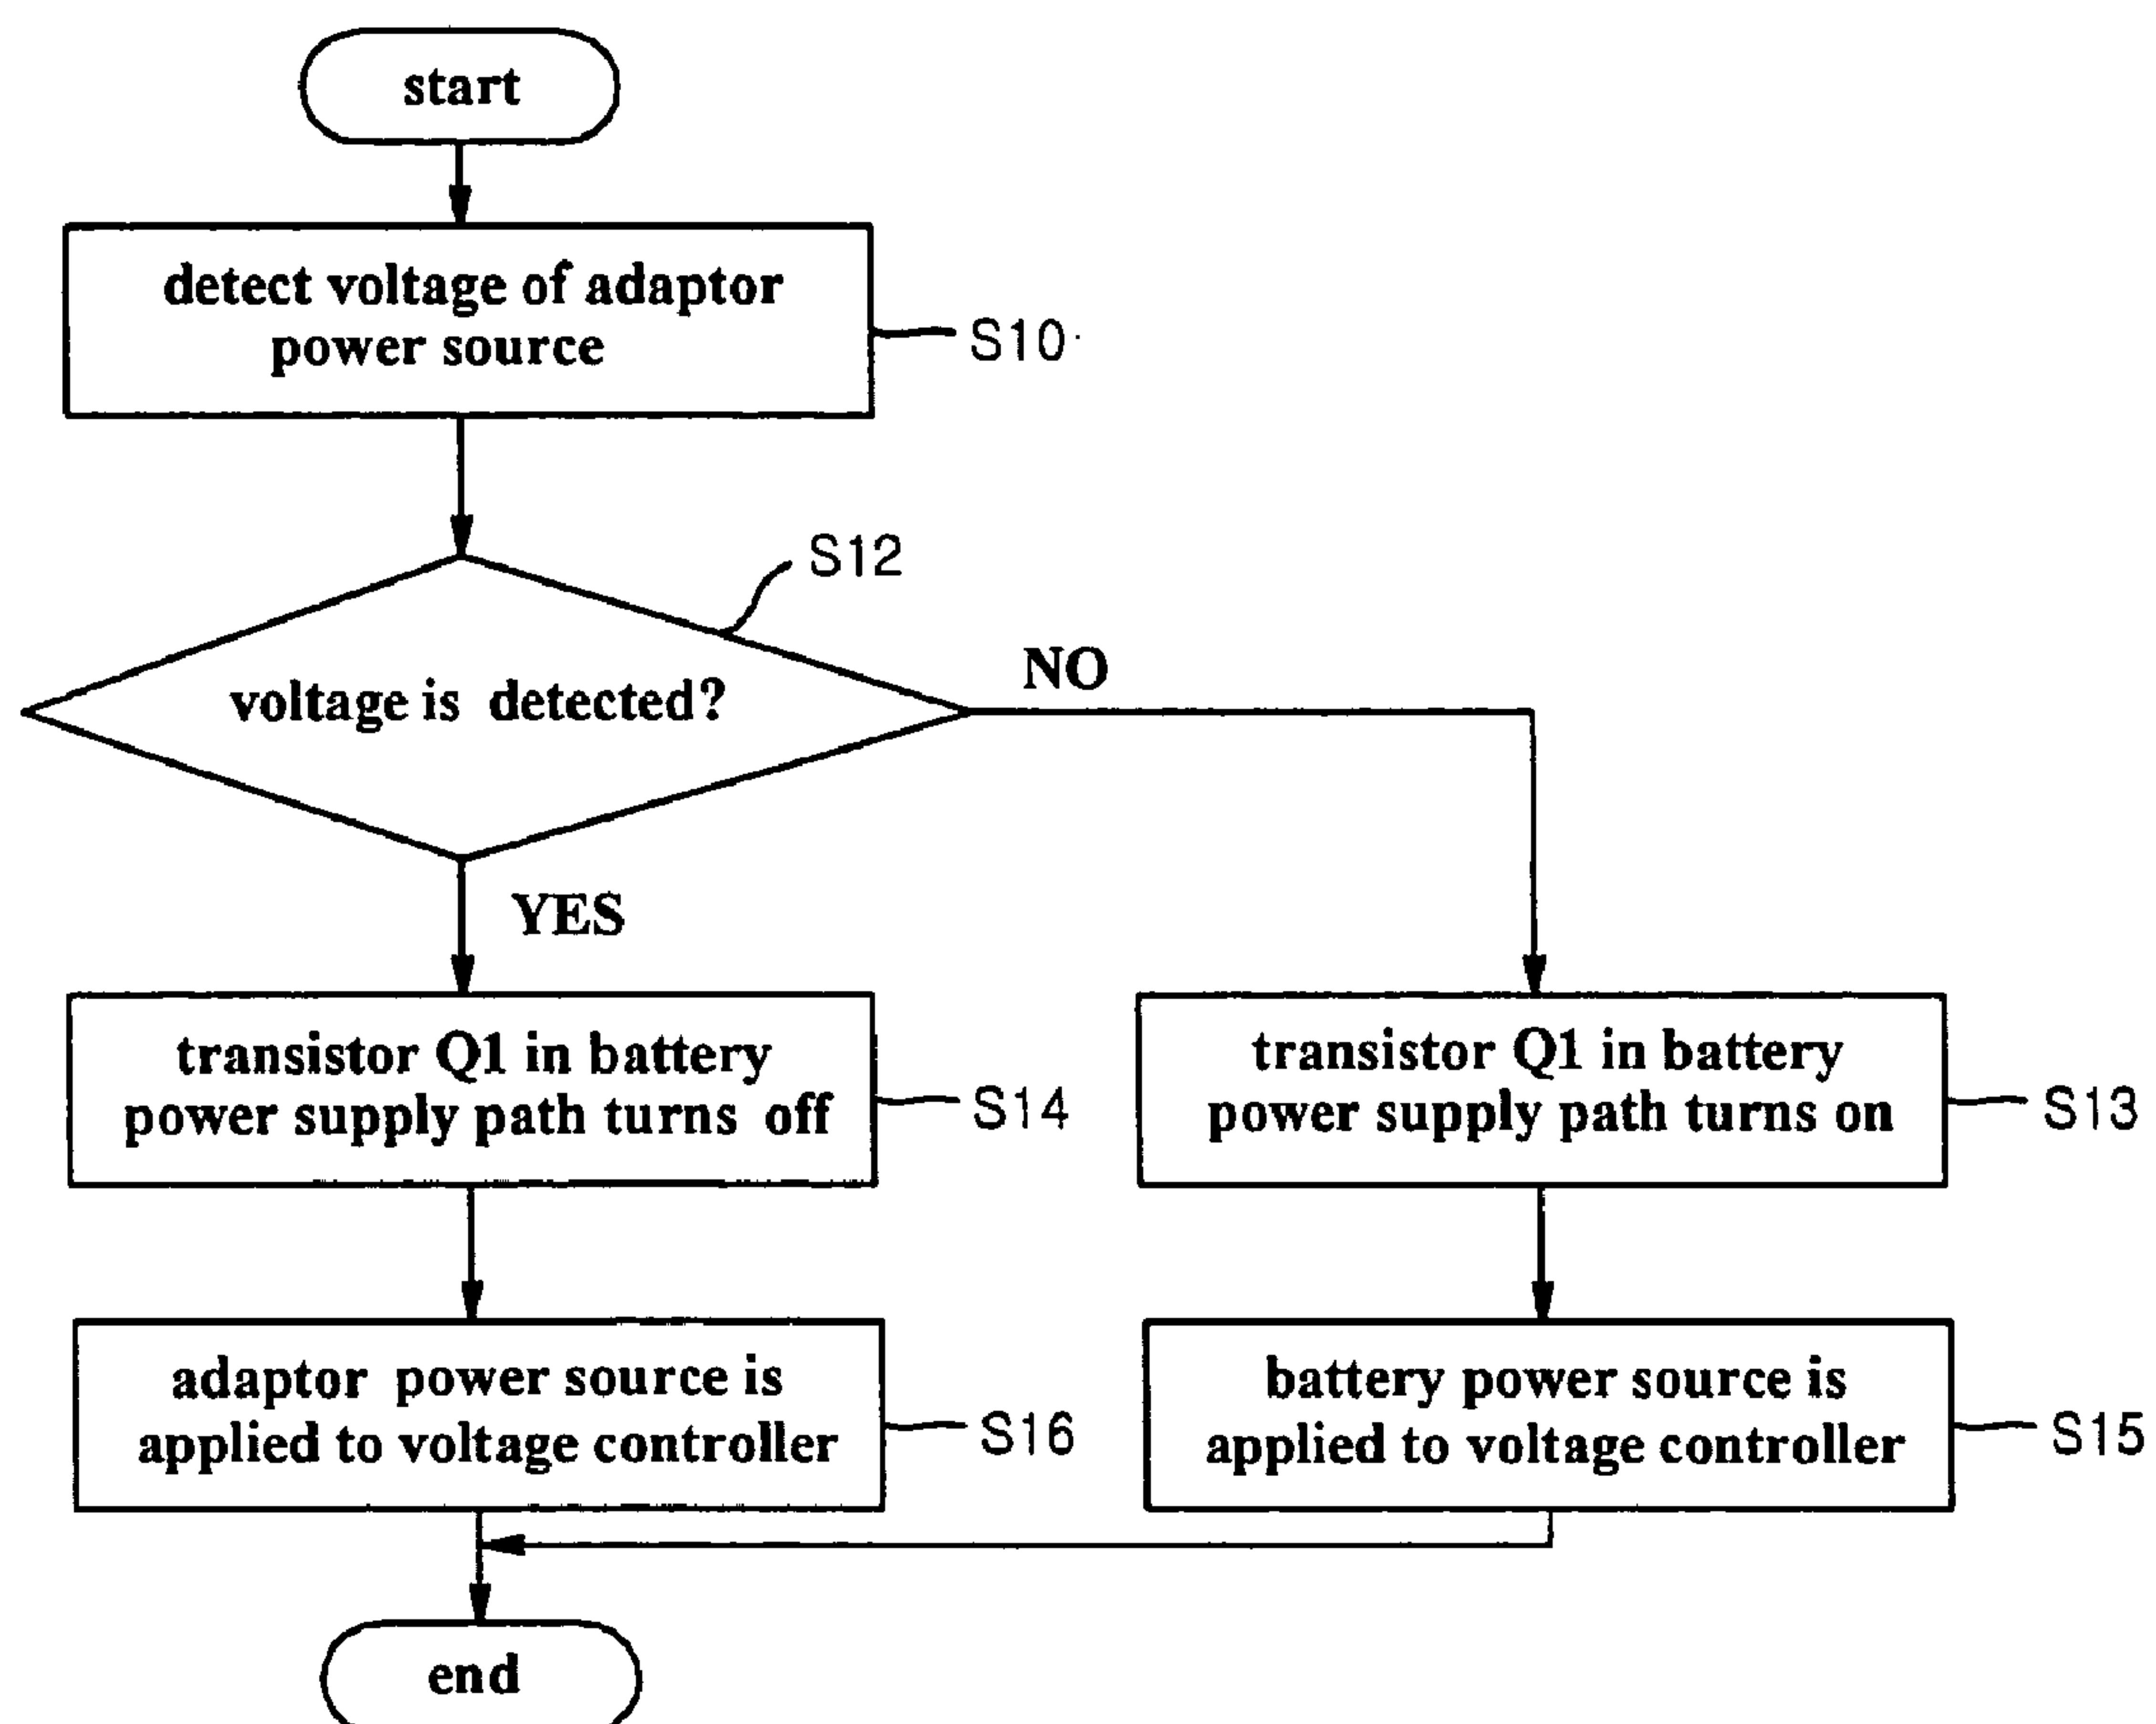 start
detect voltage of adaptor
power source
S10
S12
voltage is detected?
NO
YES
transistor Q1 in battery
power supply path turns off
S14
transistor Q1 in battery
power supply path turns on
S13
adaptor power source is
applied to voltage controller
S16
battery power source is
applied to voltage controller
S15
end